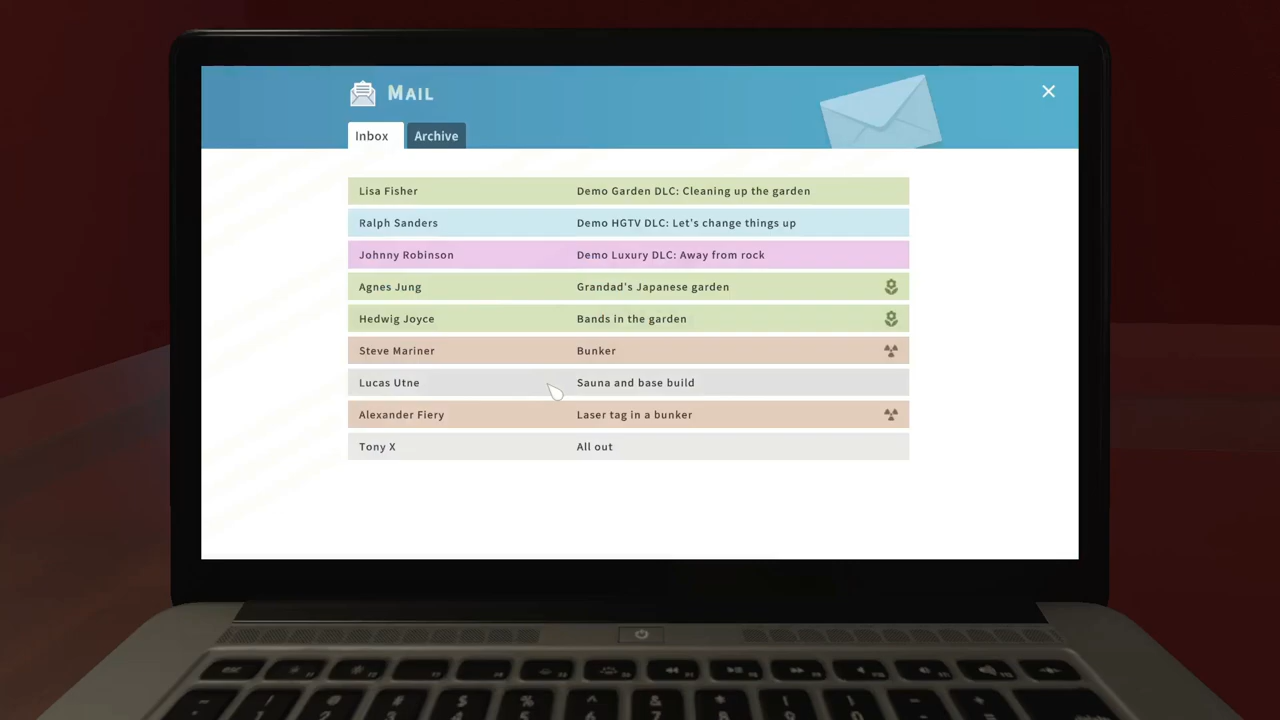 Mail
Inbox Archive
Lisa Fisher Demo Garden DLC: Cleaning up the garden
Ralph Sanders Demo HGTV DLC: Let's change things up
Johnny Robinson Demo Luxury DLC: Away from rock
Agnes Jung Grandad's Japanese garden
Hedwig Joyce Bands in the garden
Steve Mariner Bunker
Lucas Utne Sauna and base build
Alexander Fiery Laser tag in a bunker
Tony X All out
esc